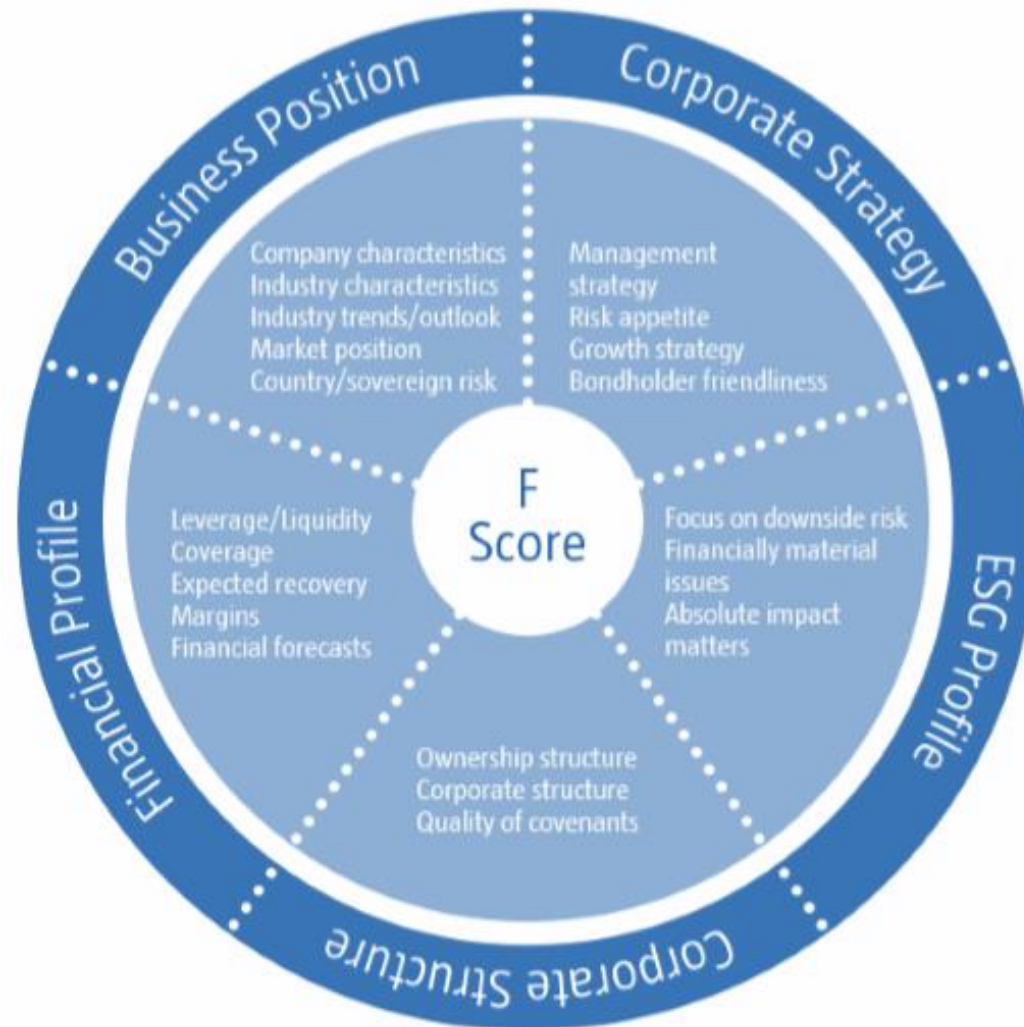 Business Position
Company characteristics
Industry characteristics
Industry trends/outlook
Market position
Country/sovereign risk
Corporate Strategy
Management
strategy
Risk appetite
Growth strategy
Bondholder friendliness
ESG Profile
Focus on downside risk
Financially material
issues
Absolute impact
matters
Corporate Structure
Ownership structure
Corporate structure
Quality of covenants
Financial Profile
Leverage/Liquidity
Coverage
Expected recovery
Margins
Financial forecasts
F
Score